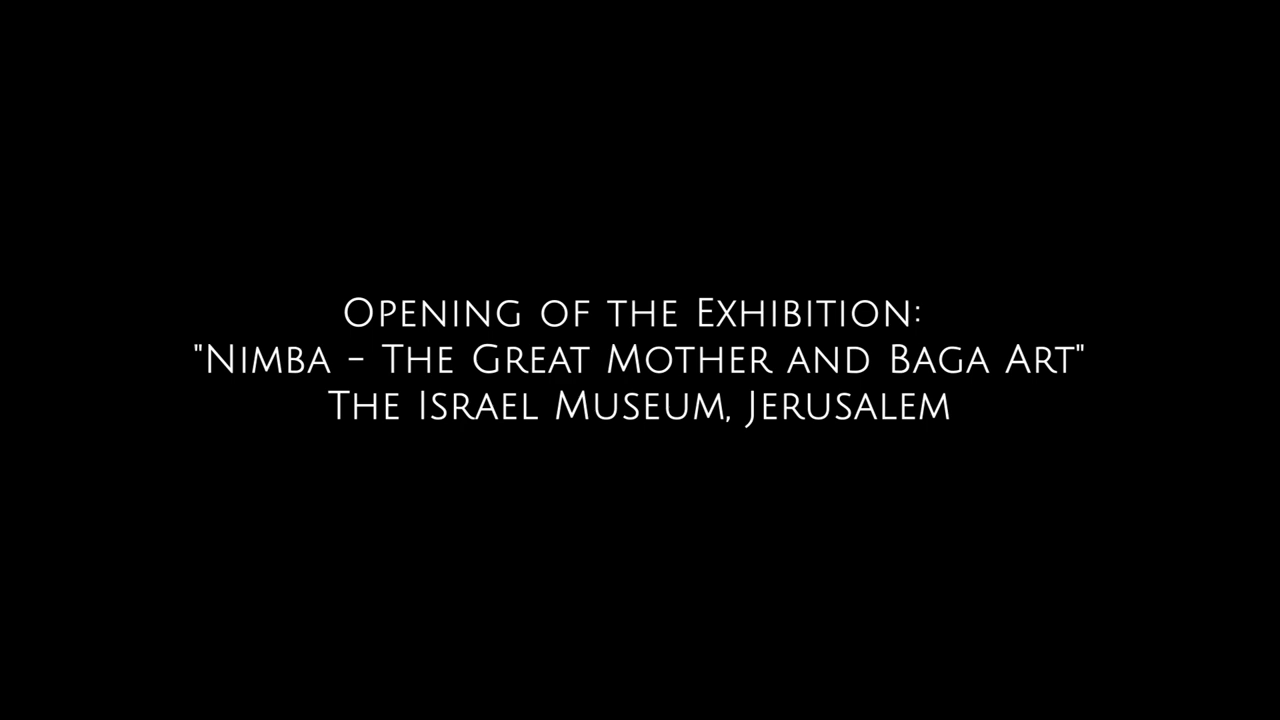 Opening of the Exhibition:
"Nimba - The Great Mother and Baga Art"
The Israel Museum, Jerusalem